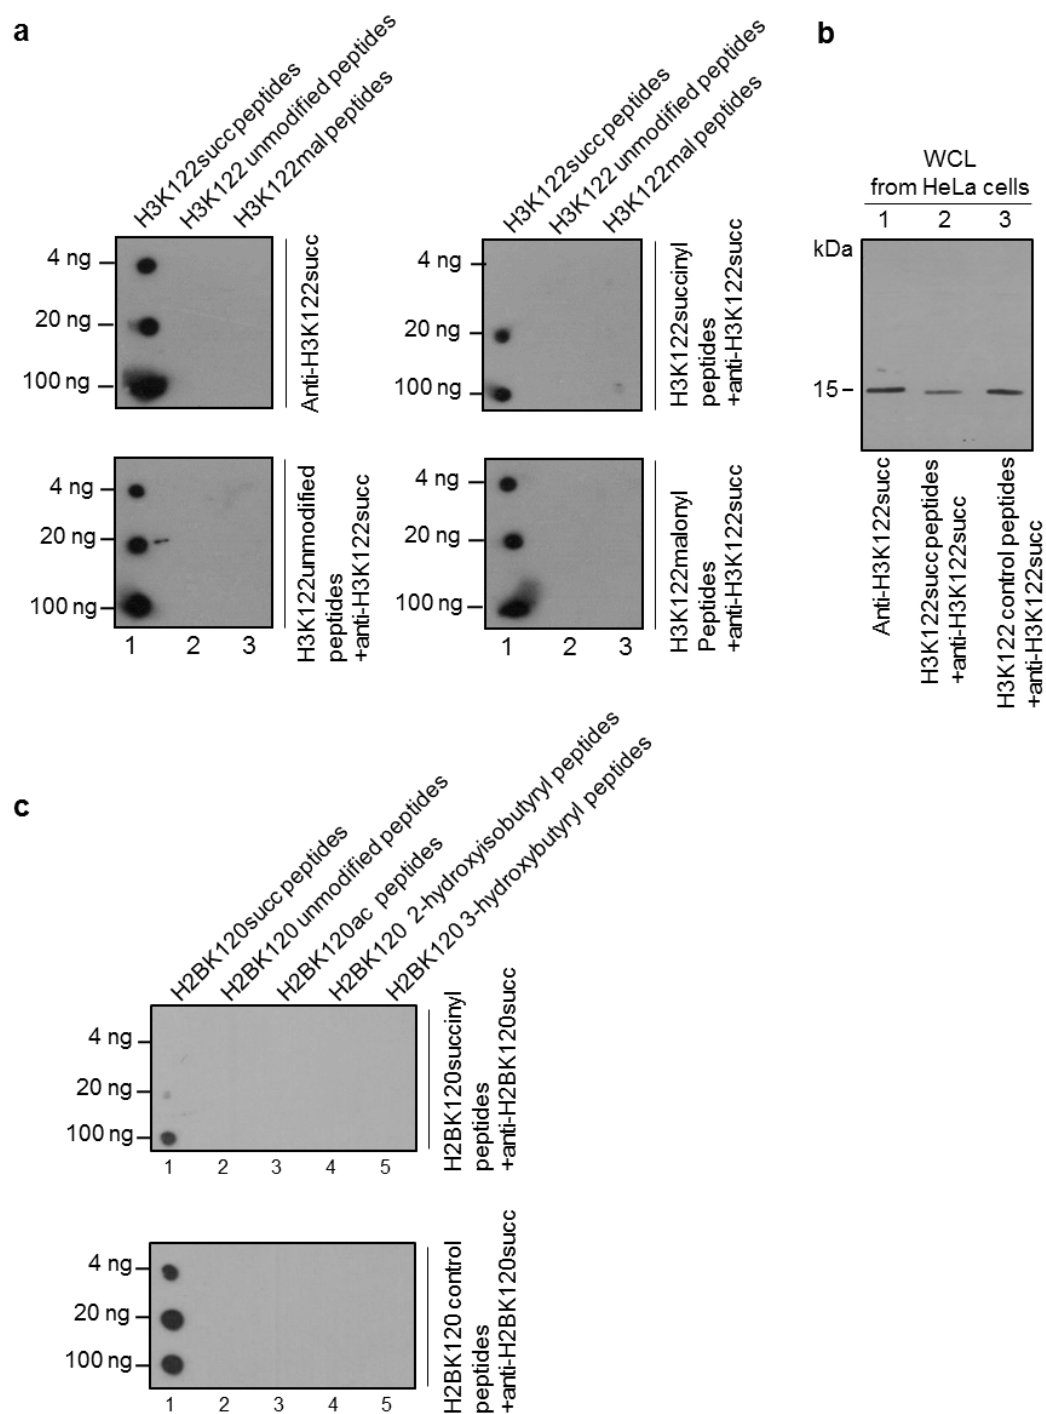 a
H3K122succ peptides
H3K122 unmodified peptides
H3K122mal peptides
4 ng
20 ng
100 ng
Anti-H3K122succ
H3K122succ peptides
H3K122 unmodified peptides
H3K122mal peptides
4 ng
20 ng
100 ng
H3K122succinyl
peptides
+anti-H3K122succ
4 ng
20 ng
100 ng
1 2 3
H3K122unmodified
peptides
+anti-H3K122succ
4 ng
20 ng
100 ng
1 2 3
H3K122malonyl
Peptides
+anti-H3K122succ
b
WCL
from HeLa cells
1 2 3
kDa
15
Anti-H3K122succ
H3K122succ peptides
+anti-H3K122succ
H3K122 control peptides
+anti-H3K122succ
c
H2BK120succ peptides
H2BK120 unmodified peptides
H2BK120ac peptides
H2BK120 2-hydroxyisobutyryl peptides
H2BK120 3-hydroxybutyryl peptides
4 ng
20 ng
100 ng
1 2 3 4 5
H2BK120succinyl
peptides
+anti-H2BK120succ
4 ng
20 ng
100 ng
1 2 3 4 5
H2BK120 control
peptides
+anti-H2BK120succ